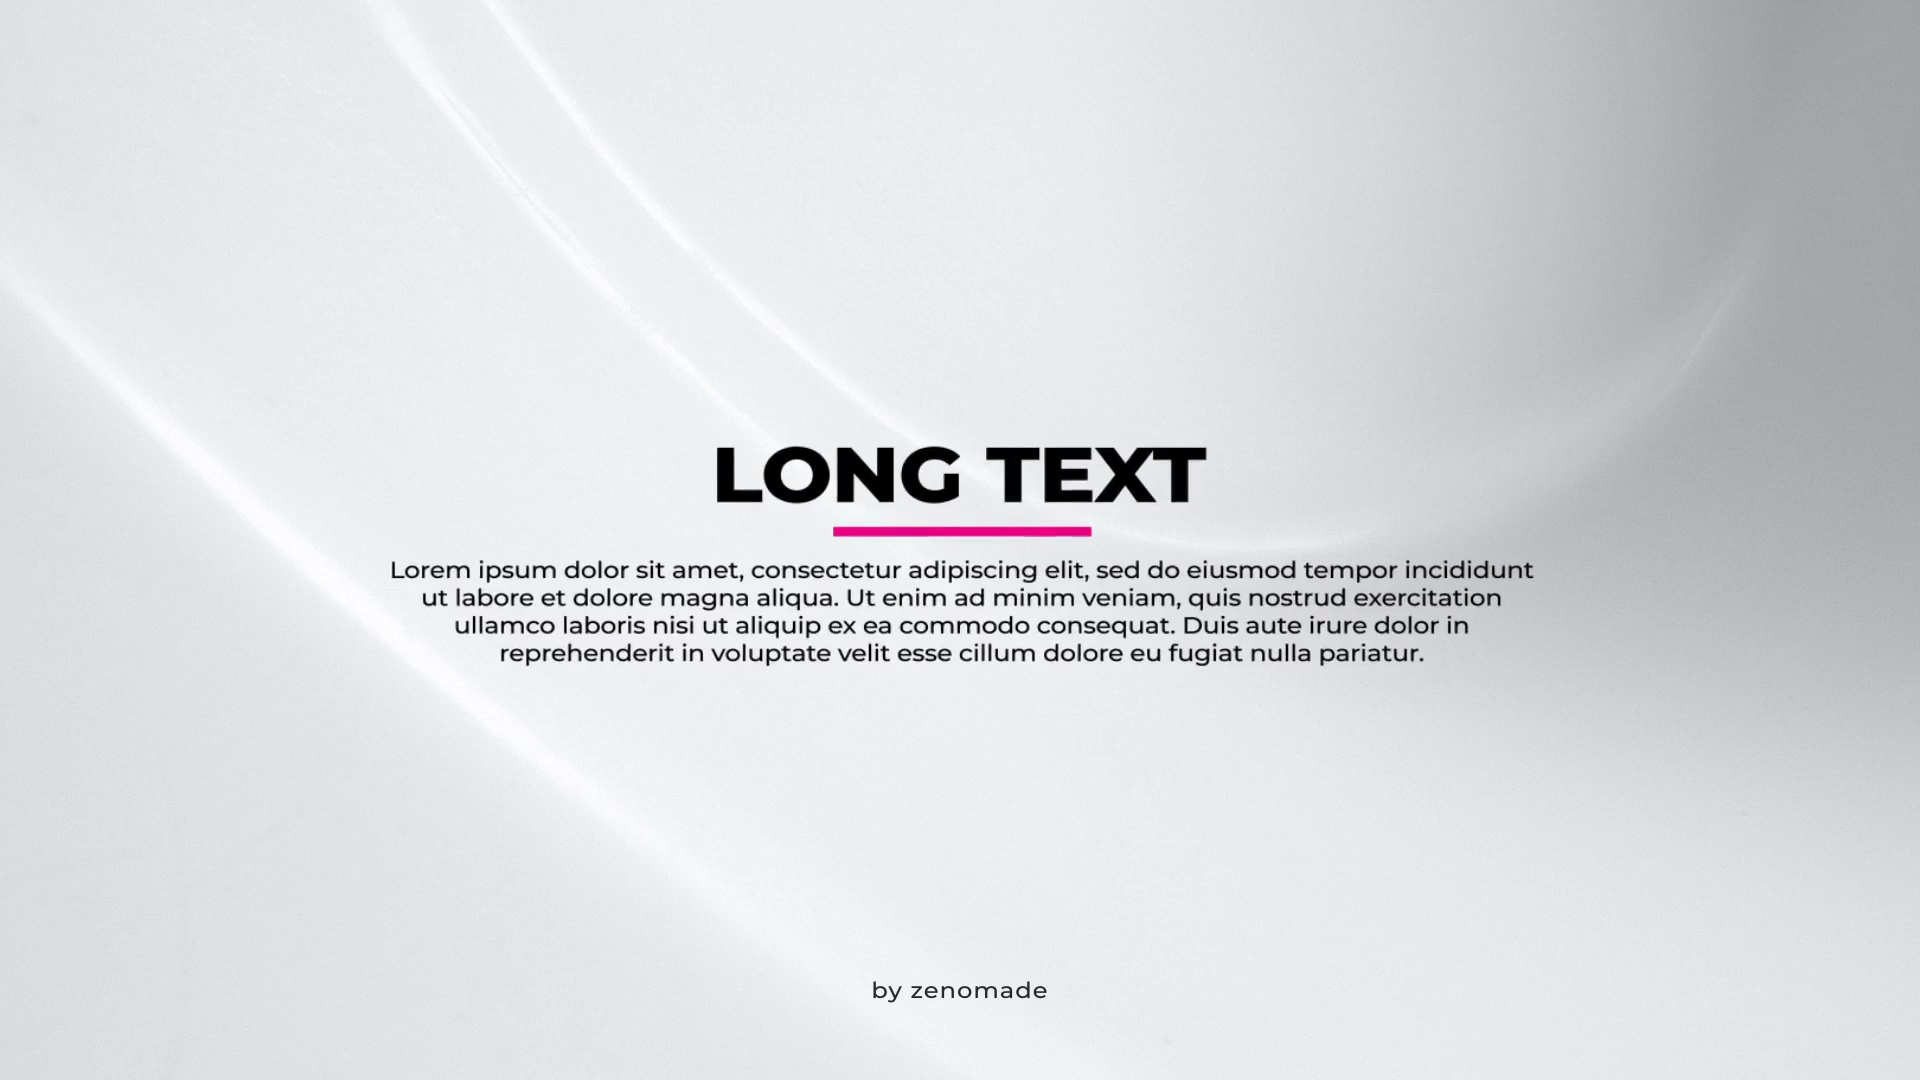 LONG TEXT
Lorem ipsum dolor sit amet, consectetur adipiscing elit, sed do eiusmod tempor incididunt
ut labore et dolore magna aliqua. Ut enim ad minim veniam, quis nostrud exercitation
ullamco laboris nisi ut aliquip ex ea commodo consequat. Duis aute irure dolor in
reprehenderit in voluptate velit esse cillum dolore eu fugiat nulla pariatur.
by zenomade